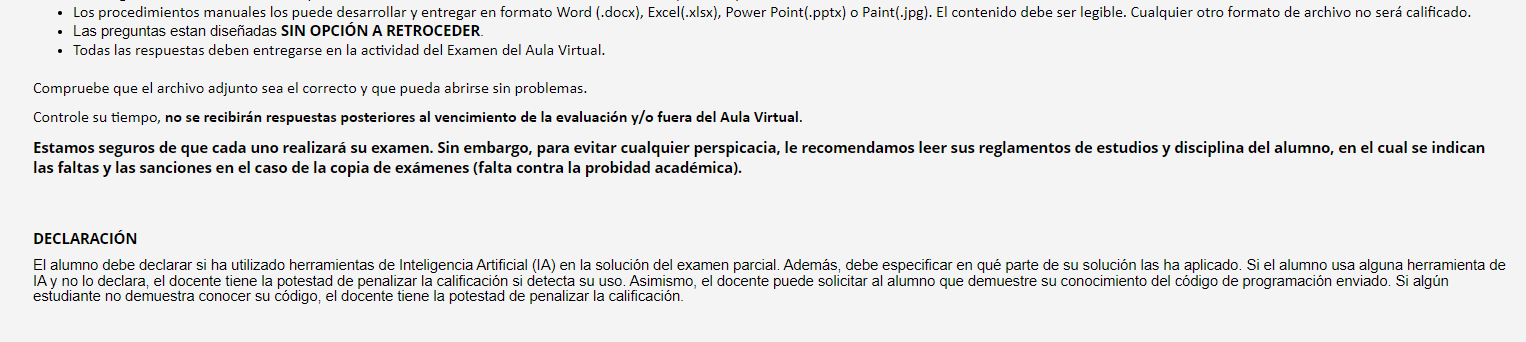 • Los procedimientos manuales los puede desarrollar y entregar en formato Word (.docx), Excel(.xlsx), Power Point(.pptx) o Paint(.jpg). El contenido debe ser legible. Cualquier otro formato de archivo no será calificado.
• Las preguntas estan diseñadas SIN OPCIÓN A RETROCEDER.
• Todas las respuestas deben entregarse en la actividad del Examen del Aula Virtual.
Compruebe que el archivo adjunto sea el correcto y que pueda abrirse sin problemas.
Controle su tiempo, no se recibirán respuestas posteriores al vencimiento de la evaluación y/o fuera del Aula Virtual.
Estamos seguros de que cada uno realizará su examen. Sin embargo, para evitar cualquier perspicacia, le recomendamos leer sus reglamentos de estudios y disciplina del alumno, en el cual se indican
las faltas y las sanciones en el caso de la copia de exámenes (falta contra la probidad académica).
DECLARACIÓN
El alumno debe declarar si ha utilizado herramientas de Inteligencia Artificial (IA) en la solución del examen parcial. Además, debe especificar en qué parte de su solución las ha aplicado. Si el alumno usa alguna herramienta de
IA y no lo declara, el docente tiene la potestad de penalizar la calificación si detecta su uso. Asimismo, el docente puede solicitar al alumno que demuestre su conocimiento del código de programación enviado. Si algún
estudiante no demuestra conocer su código, el docente tiene la potestad de penalizar la calificación.